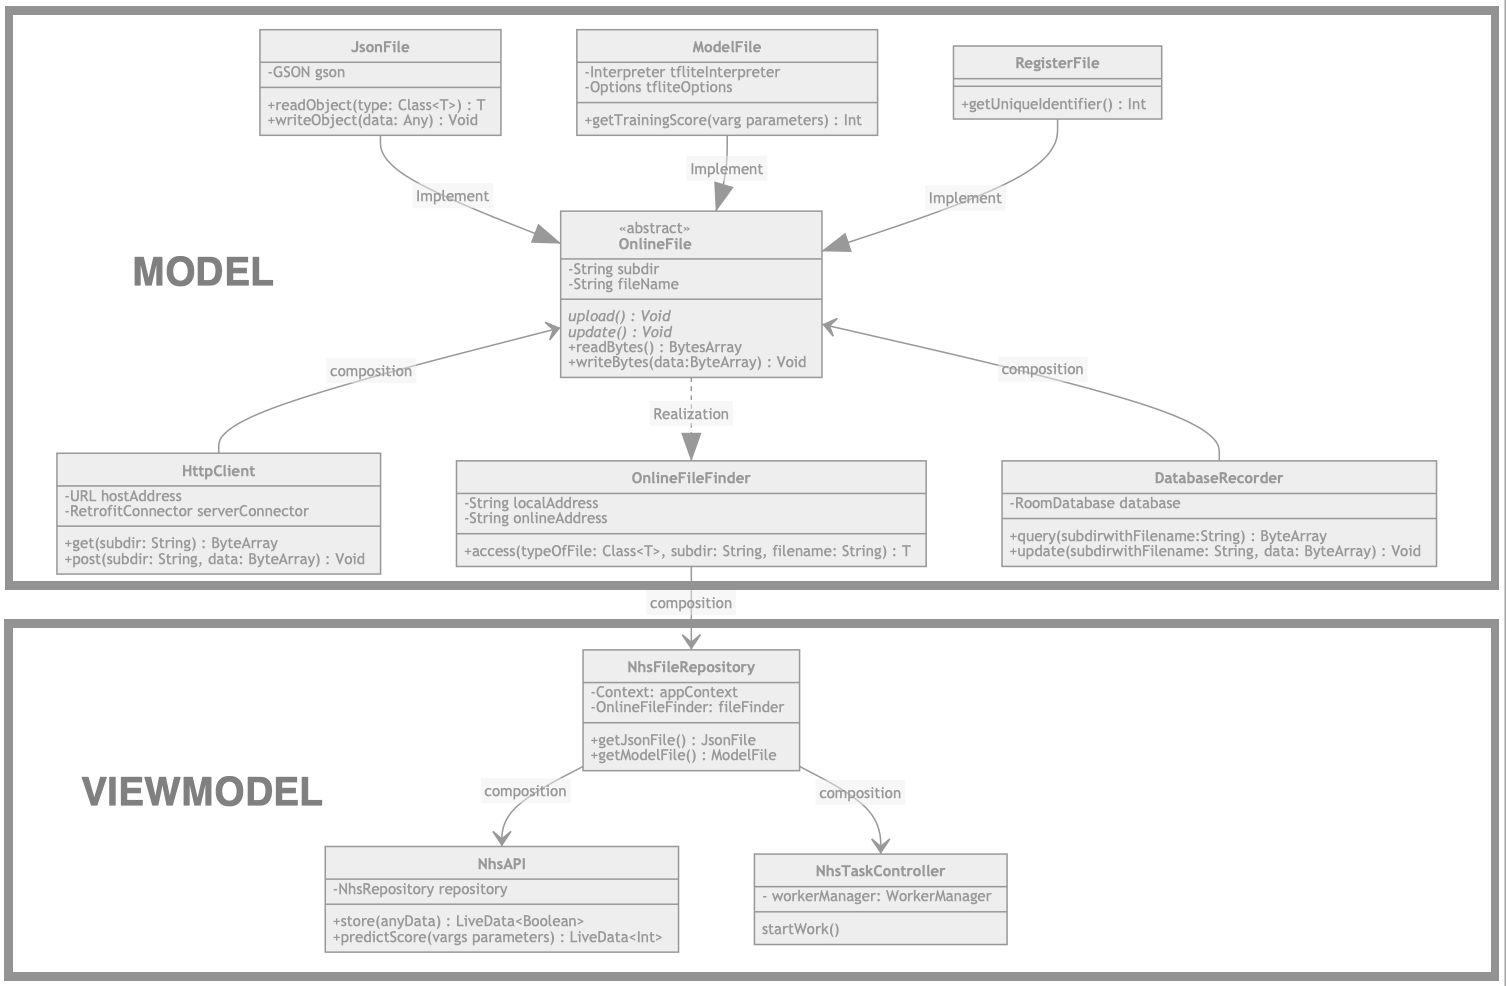 JsonFile
-GSON gson
+readObject(type: Class<T>) : T
+writeObject(data: Any) : Void
ModelFile
-Interpreter tfliteInterpreter
-Options tfliteOptions
+getTrainingScore(varg parameters) : Int
RegisterFile
+getUniqueIdentifier() : Int
Implement
Implement
Implement
«abstract»
OnlineFile
-String subdir
-String fileName
upload() : Void
update() : Void
+readBytes() : BytesArray
+writeBytes(data:ByteArray) : Void
MODEL
composition
composition
Realization
HttpClient
-URL hostAddress
-RetrofitConnector serverConnector
+get(subdir: String) : ByteArray
+post(subdir: String, data: ByteArray) : Void
OnlineFileFinder
-String localAddress
-String onlineAddress
+access(typeOfFile: Class<T>, subdir: String, filename: String) : T
DatabaseRecorder
-RoomDatabase database
+query(subdirwithFilename:String) : ByteArray
+update(subdirwithFilename: String, data: ByteArray) : Void
composition
NhsFileRepository
-Context: appContext
-OnlineFileFinder: fileFinder
+getJsonFile() : JsonFile
+getModelFile() : ModelFile
VIEWMODEL
composition
composition
NhsAPI
-NhsRepository repository
+store(anyData) : LiveData<Boolean>
+predictScore(vargs parameters) : LiveData<Int>
NhsTaskController
- workerManager: WorkerManager
startWork()